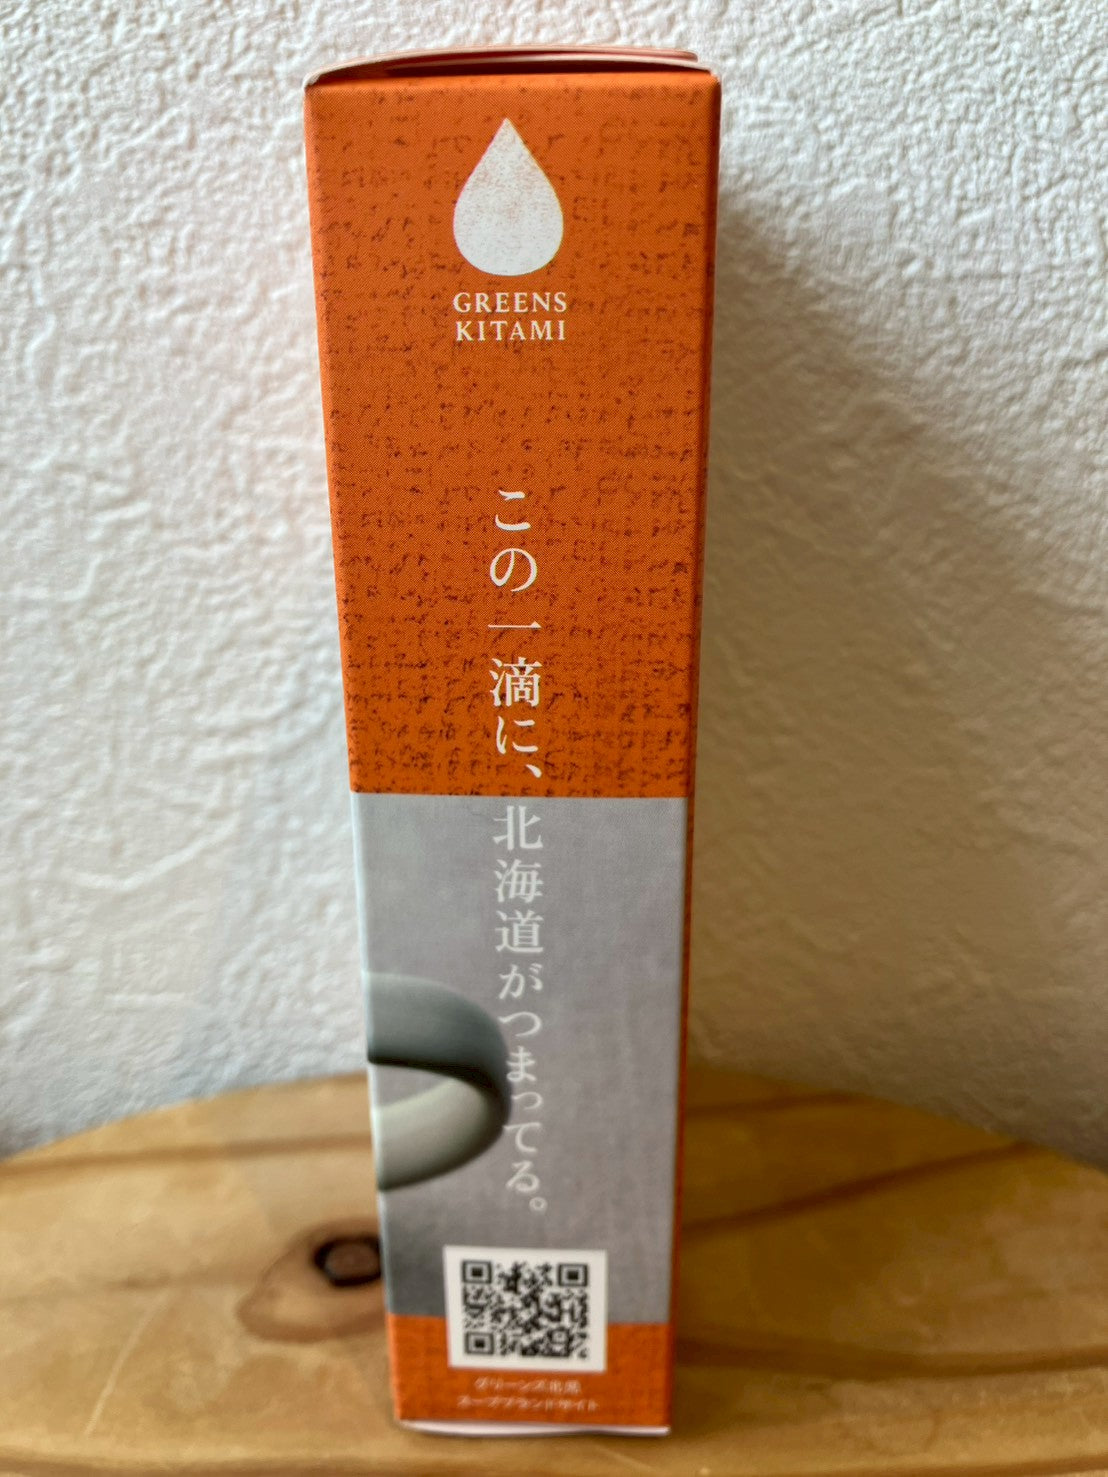 GREENS
KITAMI
この一滴に、北海道がつまってる。
グリーンズ北見
スープブランドサイト